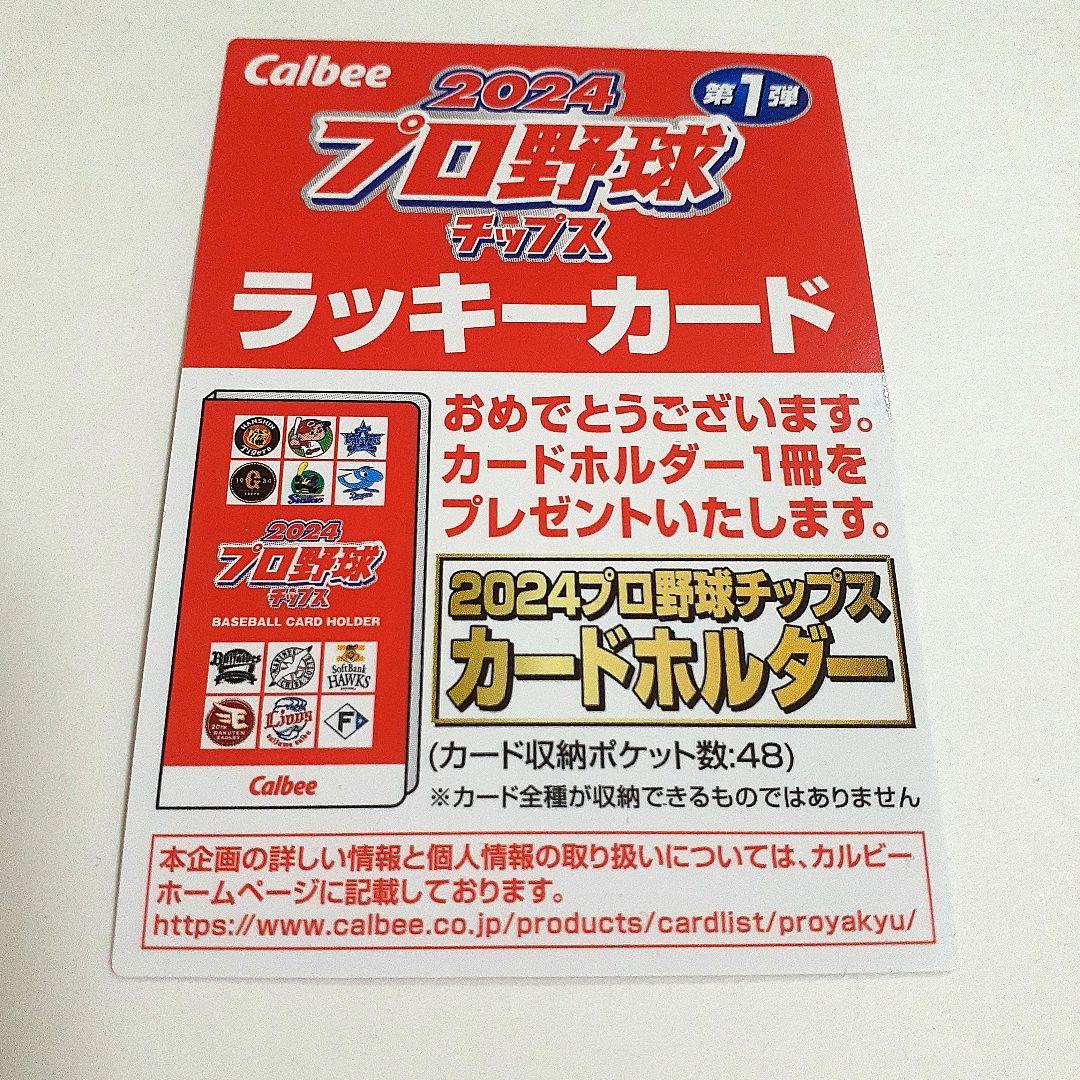 Calbee
2024
第1弾
プロ野球
チップス
ラッキーカード
おめでとうございます。
カードホルダー1冊を
プレゼントいたします。
HANSHIN
Tigers
2024
プロ野球
チップス
BASEBALL CARD HOLDER
Buffaloes
SoftBank
HAWKS
RAKUTEN
EAGLES
Lions
F
Calbee
2024プロ野球チップス
カードホルダー
(カード収納ポケット数:48)
※カード全種が収納できるものではありません
本企画の詳しい情報と個人情報の取り扱いについては、カルビー
ホームページに記載しております。
https://www.calbee.co.jp/products/cardlist/proyakyu/